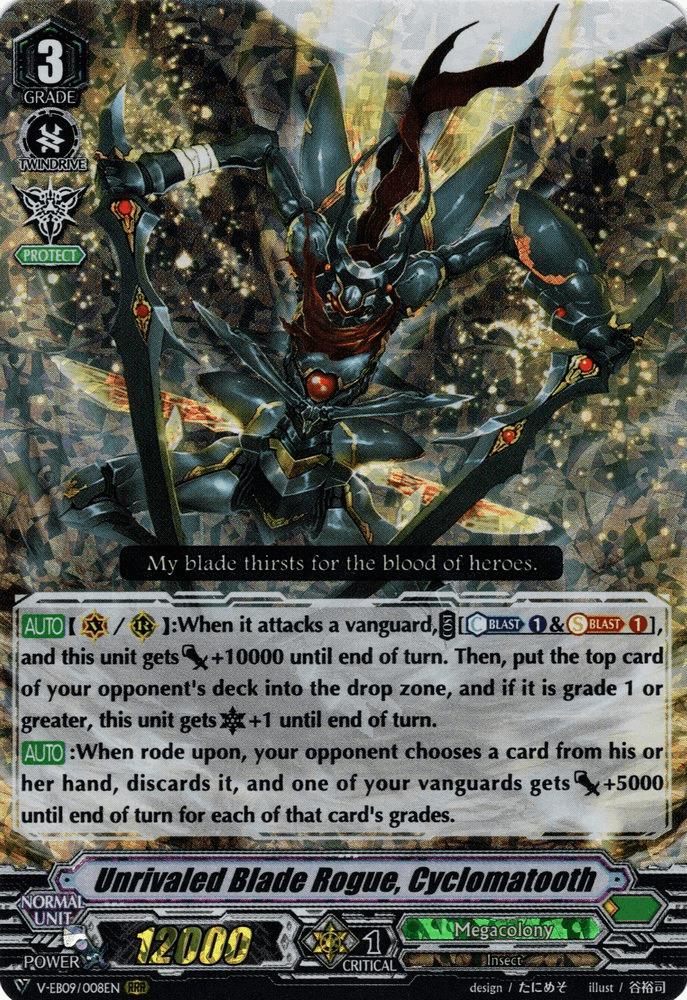 3
GRADE
TWINDRIVE
PROTECT
My blade thirsts for the blood of heroes.
AUTO【 V / R 】:When it attacks a vanguard, COST [C BLAST 1 & S BLAST 1],
and this unit gets +10000 until end of turn. Then, put the top card
of your opponent's deck into the drop zone, and if it is grade 1 or
greater, this unit gets +1 until end of turn.
AUTO :When rode upon, your opponent chooses a card from his or
her hand, discards it, and one of your vanguards gets +5000
until end of turn for each of that card's grades.
Unrivaled Blade Rogue, Cyclomatooth
NORMAL
UNIT
POWER 12000 1 CRITICAL
Megacolony
Insect
V-EB09/008EN RRR design / たにめそ illust / 谷裕司